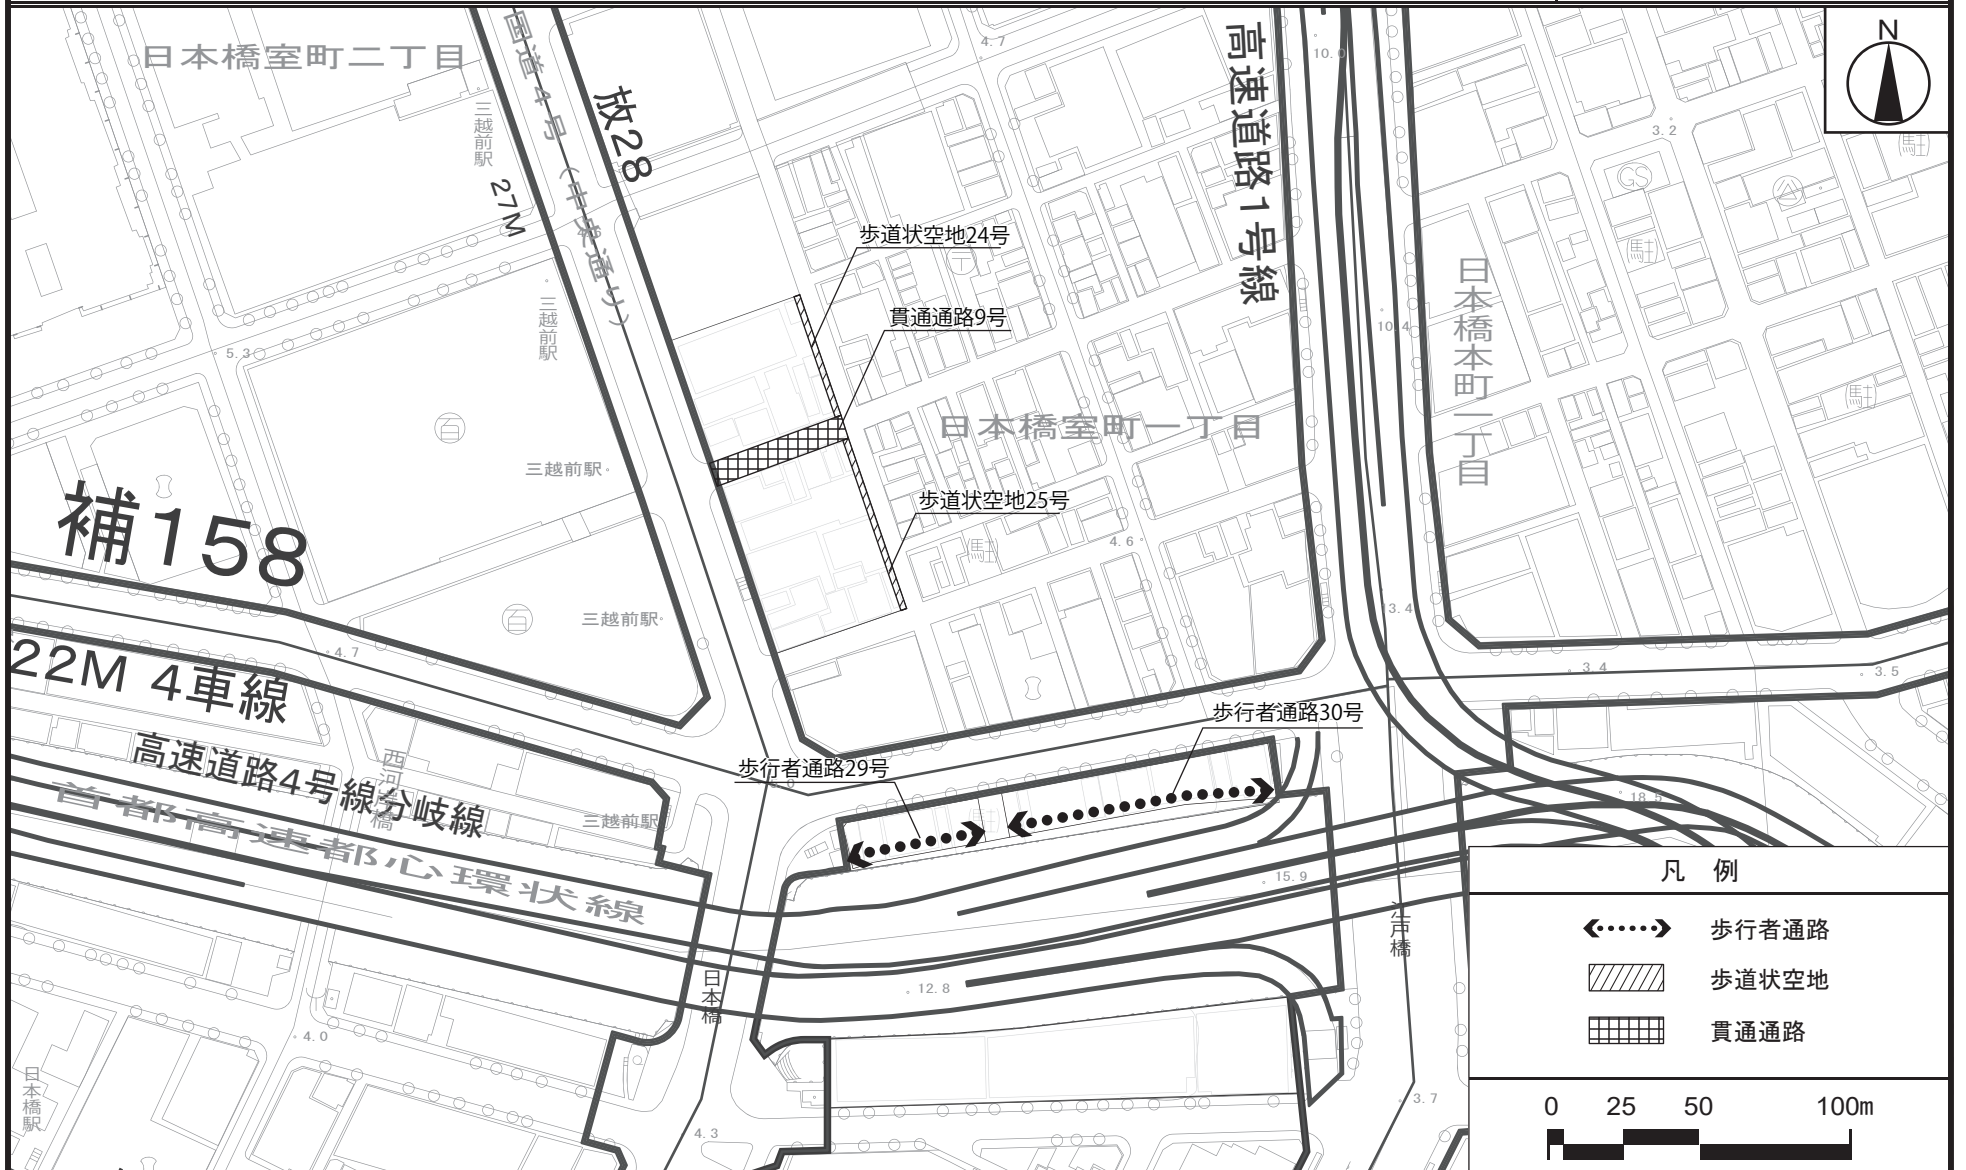 日本橋室町二丁目
三越前駅
27M
国道4号（中央通り）
放28
4.7
高速道路1号線
10.0
N
3.2
GS
駐
駐
歩道状空地24号
貫通通路9号
日本橋室町一丁目
日本橋本町一丁目
10.4
駐
5.3
三越前駅
百
三越前駅
補158
歩道状空地25号
駐
4.6
百
三越前駅
13.4
22M 4車線
4.7
3.4
3.5
歩行者通路30号
歩行者通路29号
高速道路4号線分岐線
西河岸橋
首都高速都心環状線
三越前駅
18.5
15.9
江戸橋
12.8
日本橋
4.0
日本橋駅
4.3
3.7
凡 例
歩行者通路
歩道状空地
貫通通路
0 25 50 100m